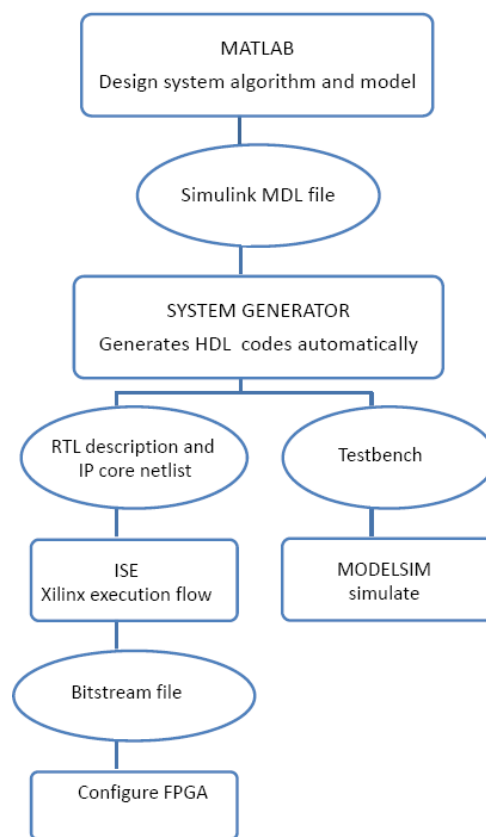 MATLAB
Design system algorithm and model
Simulink MDL file
SYSTEM GENERATOR
Generates HDL codes automatically
RTL description and
IP core netlist
Testbench
ISE
Xilinx execution flow
MODELSIM
simulate
Bitstream file
Configure FPGA